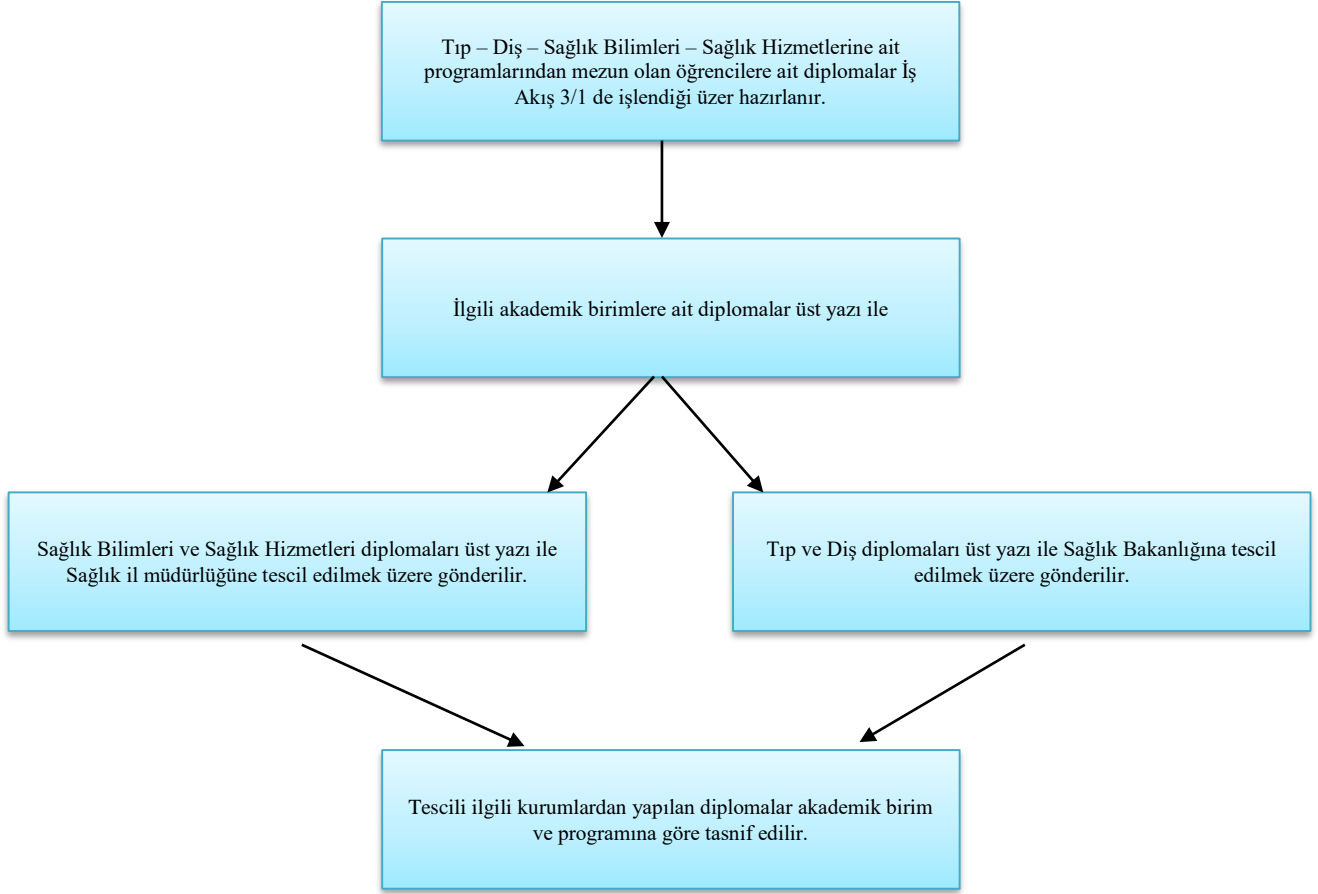 Tıp – Diş – Sağlık Bilimleri – Sağlık Hizmetlerine ait
programlarından mezun olan öğrencilere ait diplomalar İş
Akış 3/1 de işlendiği üzer hazırlanır.
İlgili akademik birimlere ait diplomalar üst yazı ile
Sağlık Bilimleri ve Sağlık Hizmetleri diplomaları üst yazı ile
Sağlık il müdürlüğüne tescil edilmek üzere gönderilir.
Tıp ve Diş diplomaları üst yazı ile Sağlık Bakanlığına tescil
edilmek üzere gönderilir.
Tescili ilgili kurumlardan yapılan diplomalar akademik birim
ve programına göre tasnif edilir.